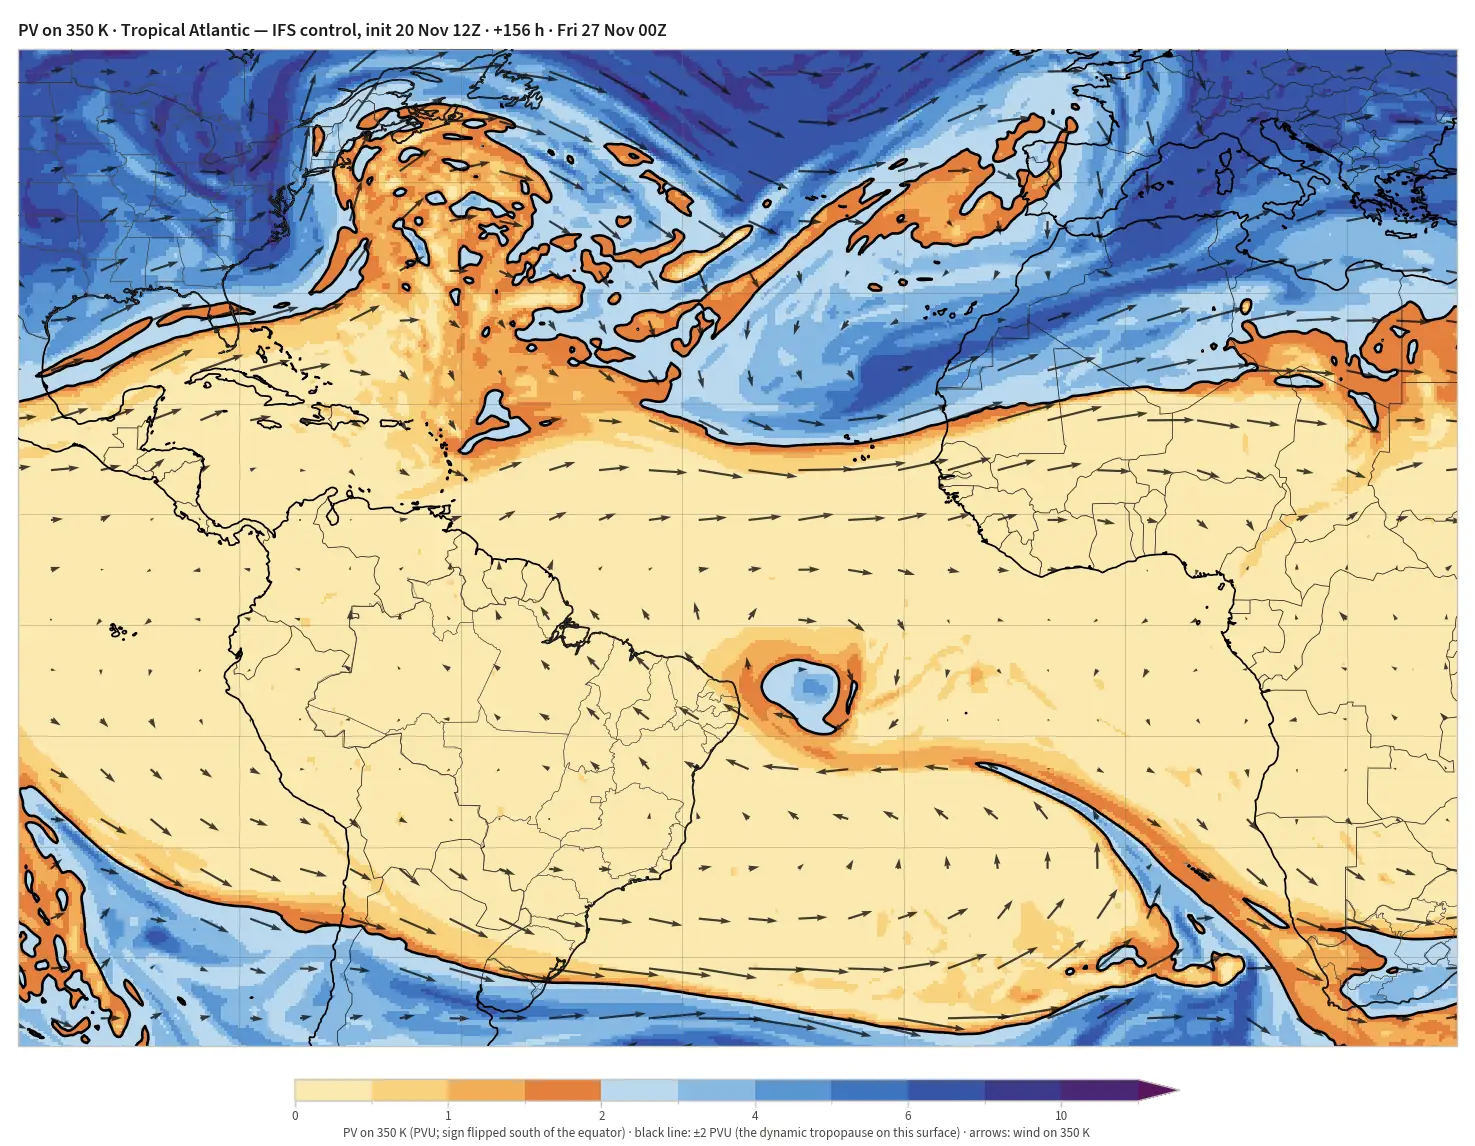 PV on 350 K · Tropical Atlantic — IFS control, init 20 Nov 12Z · +156 h · Fri 27 Nov 00Z
0 1 2 4 6 10
PV on 350 K (PVU; sign flipped south of the equator) · black line: ±2 PVU (the dynamic tropopause on this surface) · arrows: wind on 350 K